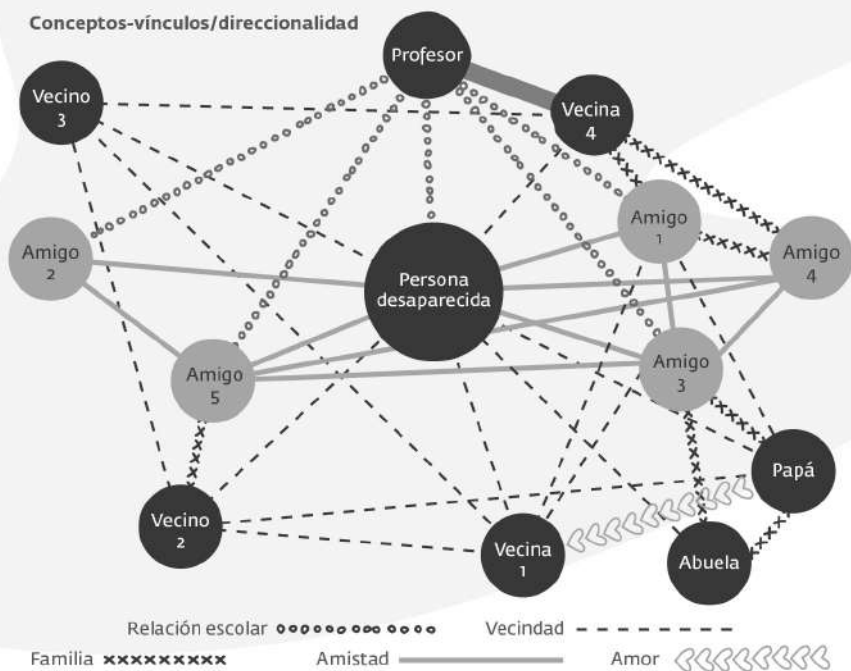 Conceptos-vínculos/direccionalidad
Profesor
Vecino
3
Vecina
4
Amigo
1
Amigo
2
Amigo
4
Persona
desaparecida
Amigo
5
Amigo
3
Papá
Vecino
2
Vecina
1
Abuela
Relación escolar
Vecindad
Familia
Amistad
Amor